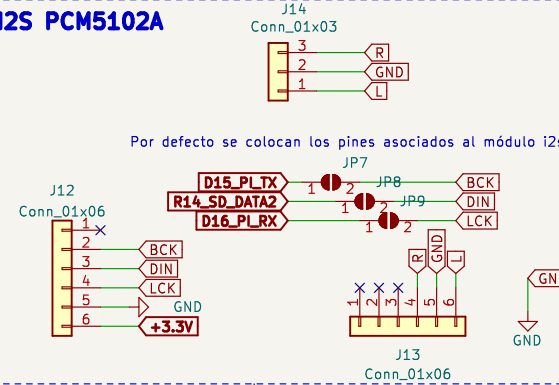 I2S PCM5102A
J14
Conn_01x03
3
R
2
GND
1
L
Por defecto se colocan los pines asociados al módulo i2s
JP7
D15_PI_TX
1
2
BCK
JP8
R14_SD_DATA2
1
2
DIN
JP9
D16_PI_RX
1
2
LCK
J12
Conn_01x06
1
2
BCK
3
DIN
4
LCK
5
GND
6
+3.3V
R
GND
L
1
2
3
4
5
6
J13
Conn_01x06
GN
GND